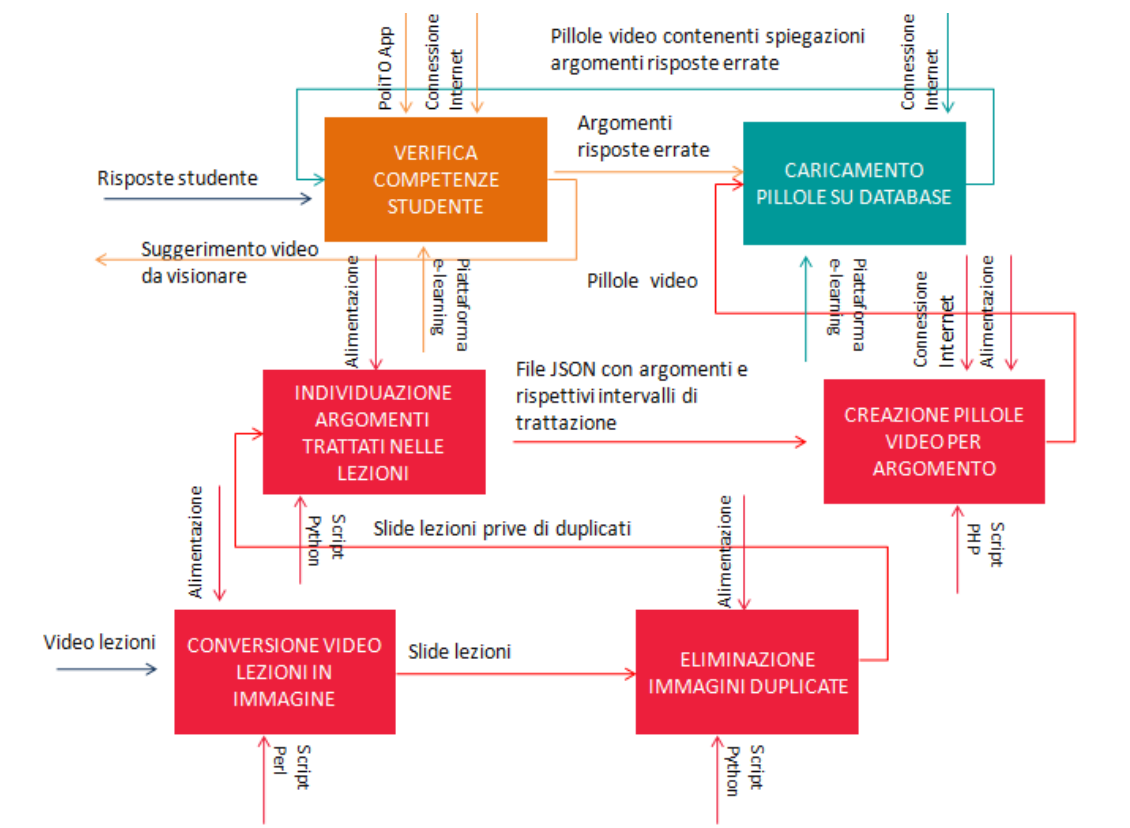 PoliTO App
Connessione
Internet
Pillole video contenenti spiegazioni
argomenti risposte errate
Connessione
Internet
VERIFICA
COMPETENZE
STUDENTE
Argomenti
risposte errate
CARICAMENTO
PILLOLE SU DATABASE
Risposte studente
Suggerimento video
da visionare
Alimentazione
Piattaforma
e-learning
Pillole video
Piattaforma
e-learning
Connessione
Internet
Alimentazione
INDIVIDUAZIONE
ARGOMENTI
TRATTATI NELLE
LEZIONI
File JSON con argomenti e
rispettivi intervalli di
trattazione
CREAZIONE PILLOLE
VIDEO PER
ARGOMENTO
Alimentazione
Script
Python
Slide lezioni prive di duplicati
Alimentazione
Script
PHP
Video lezioni
CONVERSIONE VIDEO
LEZIONI IN
IMMAGINE
Slide lezioni
ELIMINAZIONE
IMMAGINI DUPLICATE
Script
Perl
Script
Python